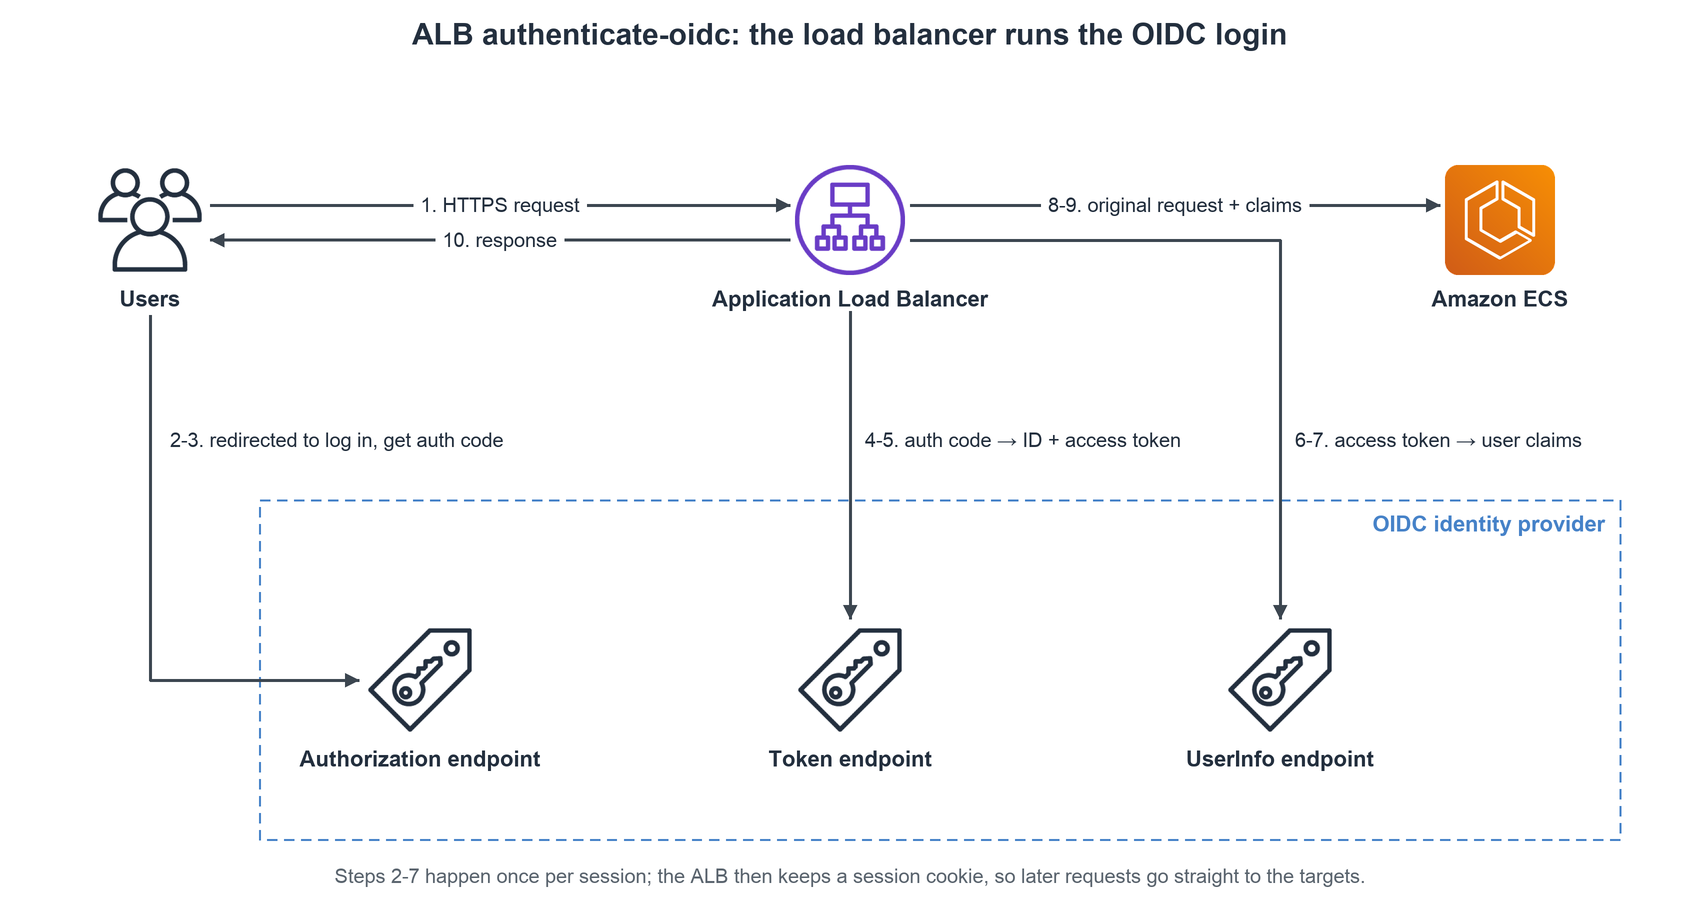 ALB authenticate-oidc: the load balancer runs the OIDC login
1. HTTPS request
8-9. original request + claims
10. response
Users
Application Load Balancer
Amazon ECS
2-3. redirected to log in, get auth code
4-5. auth code → ID + access token
6-7. access token → user claims
OIDC identity provider
Authorization endpoint
Token endpoint
UserInfo endpoint
Steps 2-7 happen once per session; the ALB then keeps a session cookie, so later requests go straight to the targets.